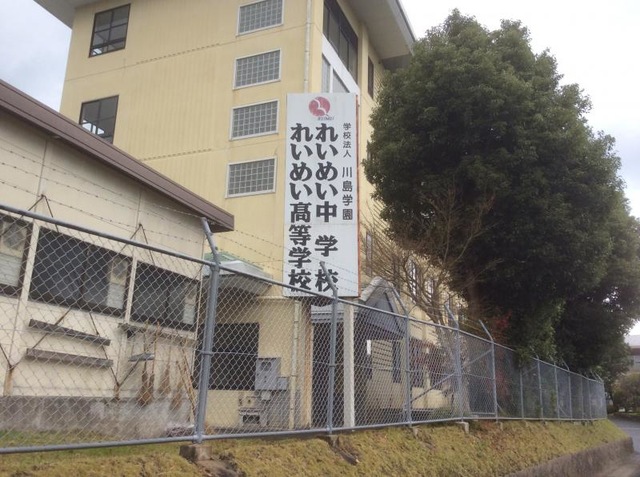 学校法人 川島学園
れいめい中 学校
れいめい高等学校